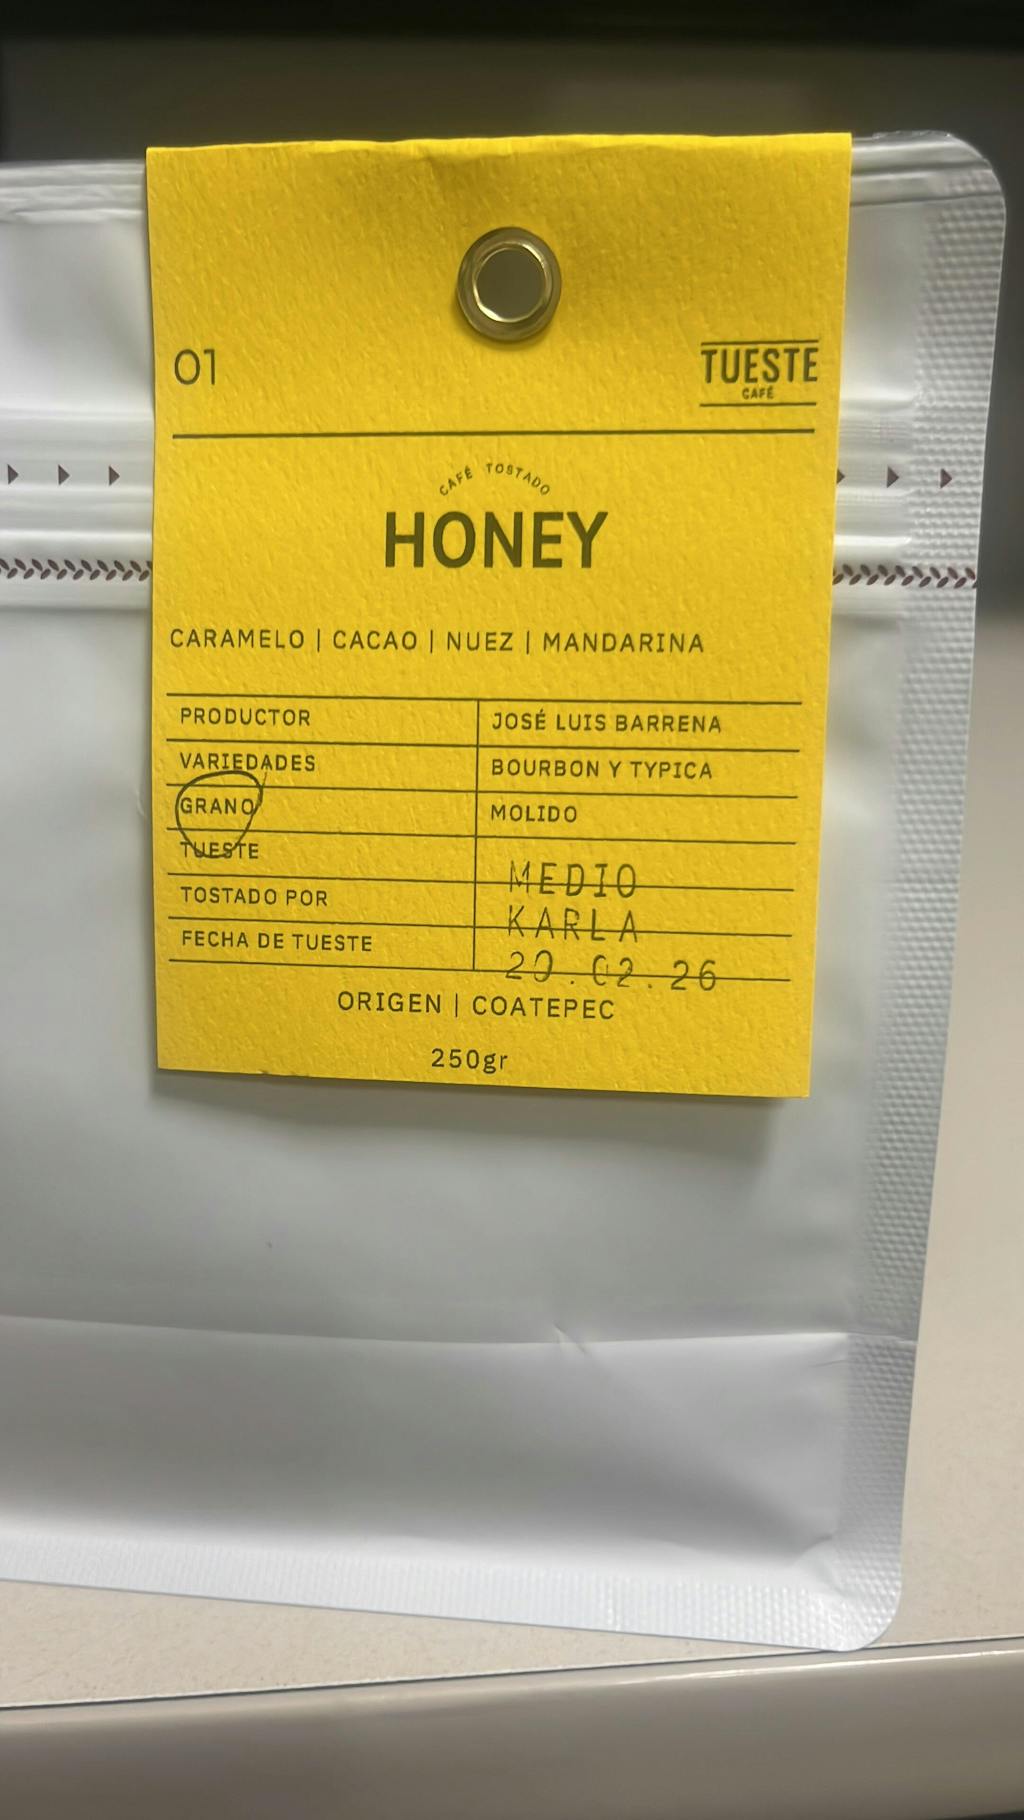 01
TUESTE
CAFÉ
CAFÉ TOSTADO
HONEY
CARAMELO | CACAO | NUEZ | MANDARINA
PRODUCTOR JOSÉ LUIS BARRENA
VARIEDADES BOURBON Y TYPICA
GRANO MOLIDO
TUESTE MEDIO
TOSTADO POR KARLA
FECHA DE TUESTE 20.02.26
ORIGEN | COATEPEC
250gr